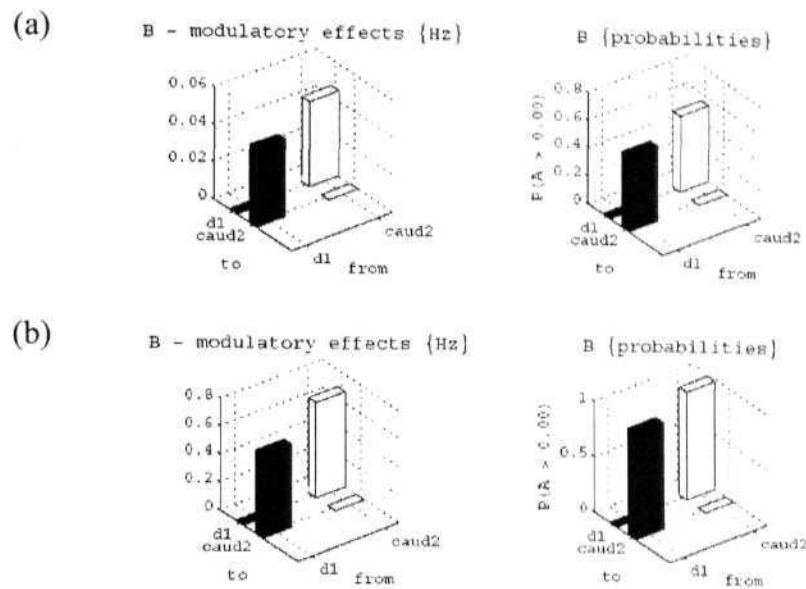 (a)
B - modulatory effects {Hz}
0.06
0.04
0.02
0
d1
caud2
to
d1
from
caud2
B {probabilities}
P(A > 0.00)
0.8
0.6
0.4
0.2
0
d1
caud2
to
d1
from
caud2
(b)
B - modulatory effects {Hz}
0.8
0.6
0.4
0.2
0
d1
caud2
to
d1
from
caud2
B {probabilities}
P(A > 0.00)
1
0.5
0
d1
caud2
to
d1
from
caud2